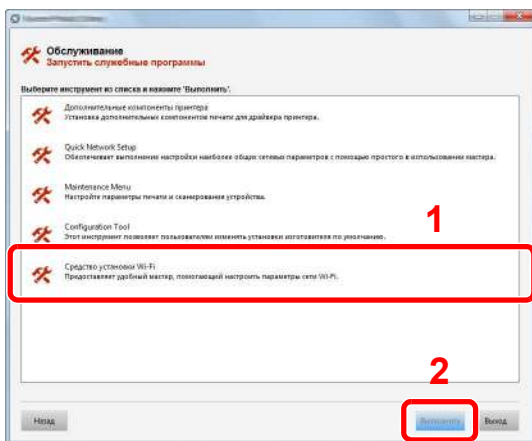 Обслуживание
Запустить служебные программы
Выберите инструмент из списка и нажмите 'Выполнить'.
Дополнительные компоненты принтера
Установка дополнительных компонентов печати для драйвера принтера.
Quick Network Setup
Обеспечивает выполнение настройки наиболее общих сетевых параметров с помощью простого в использовании мастера.
Maintenance Menu
Настройте параметры печати и сканирования устройства.
Configuration Tool
Этот инструмент позволяет пользователям изменять установки изготовителя по умолчанию.
1
Средство установки Wi-Fi
Предоставляет удобный мастер, помогающий настроить параметры сети Wi-Fi.
2
Назад
Выполнить
Выход